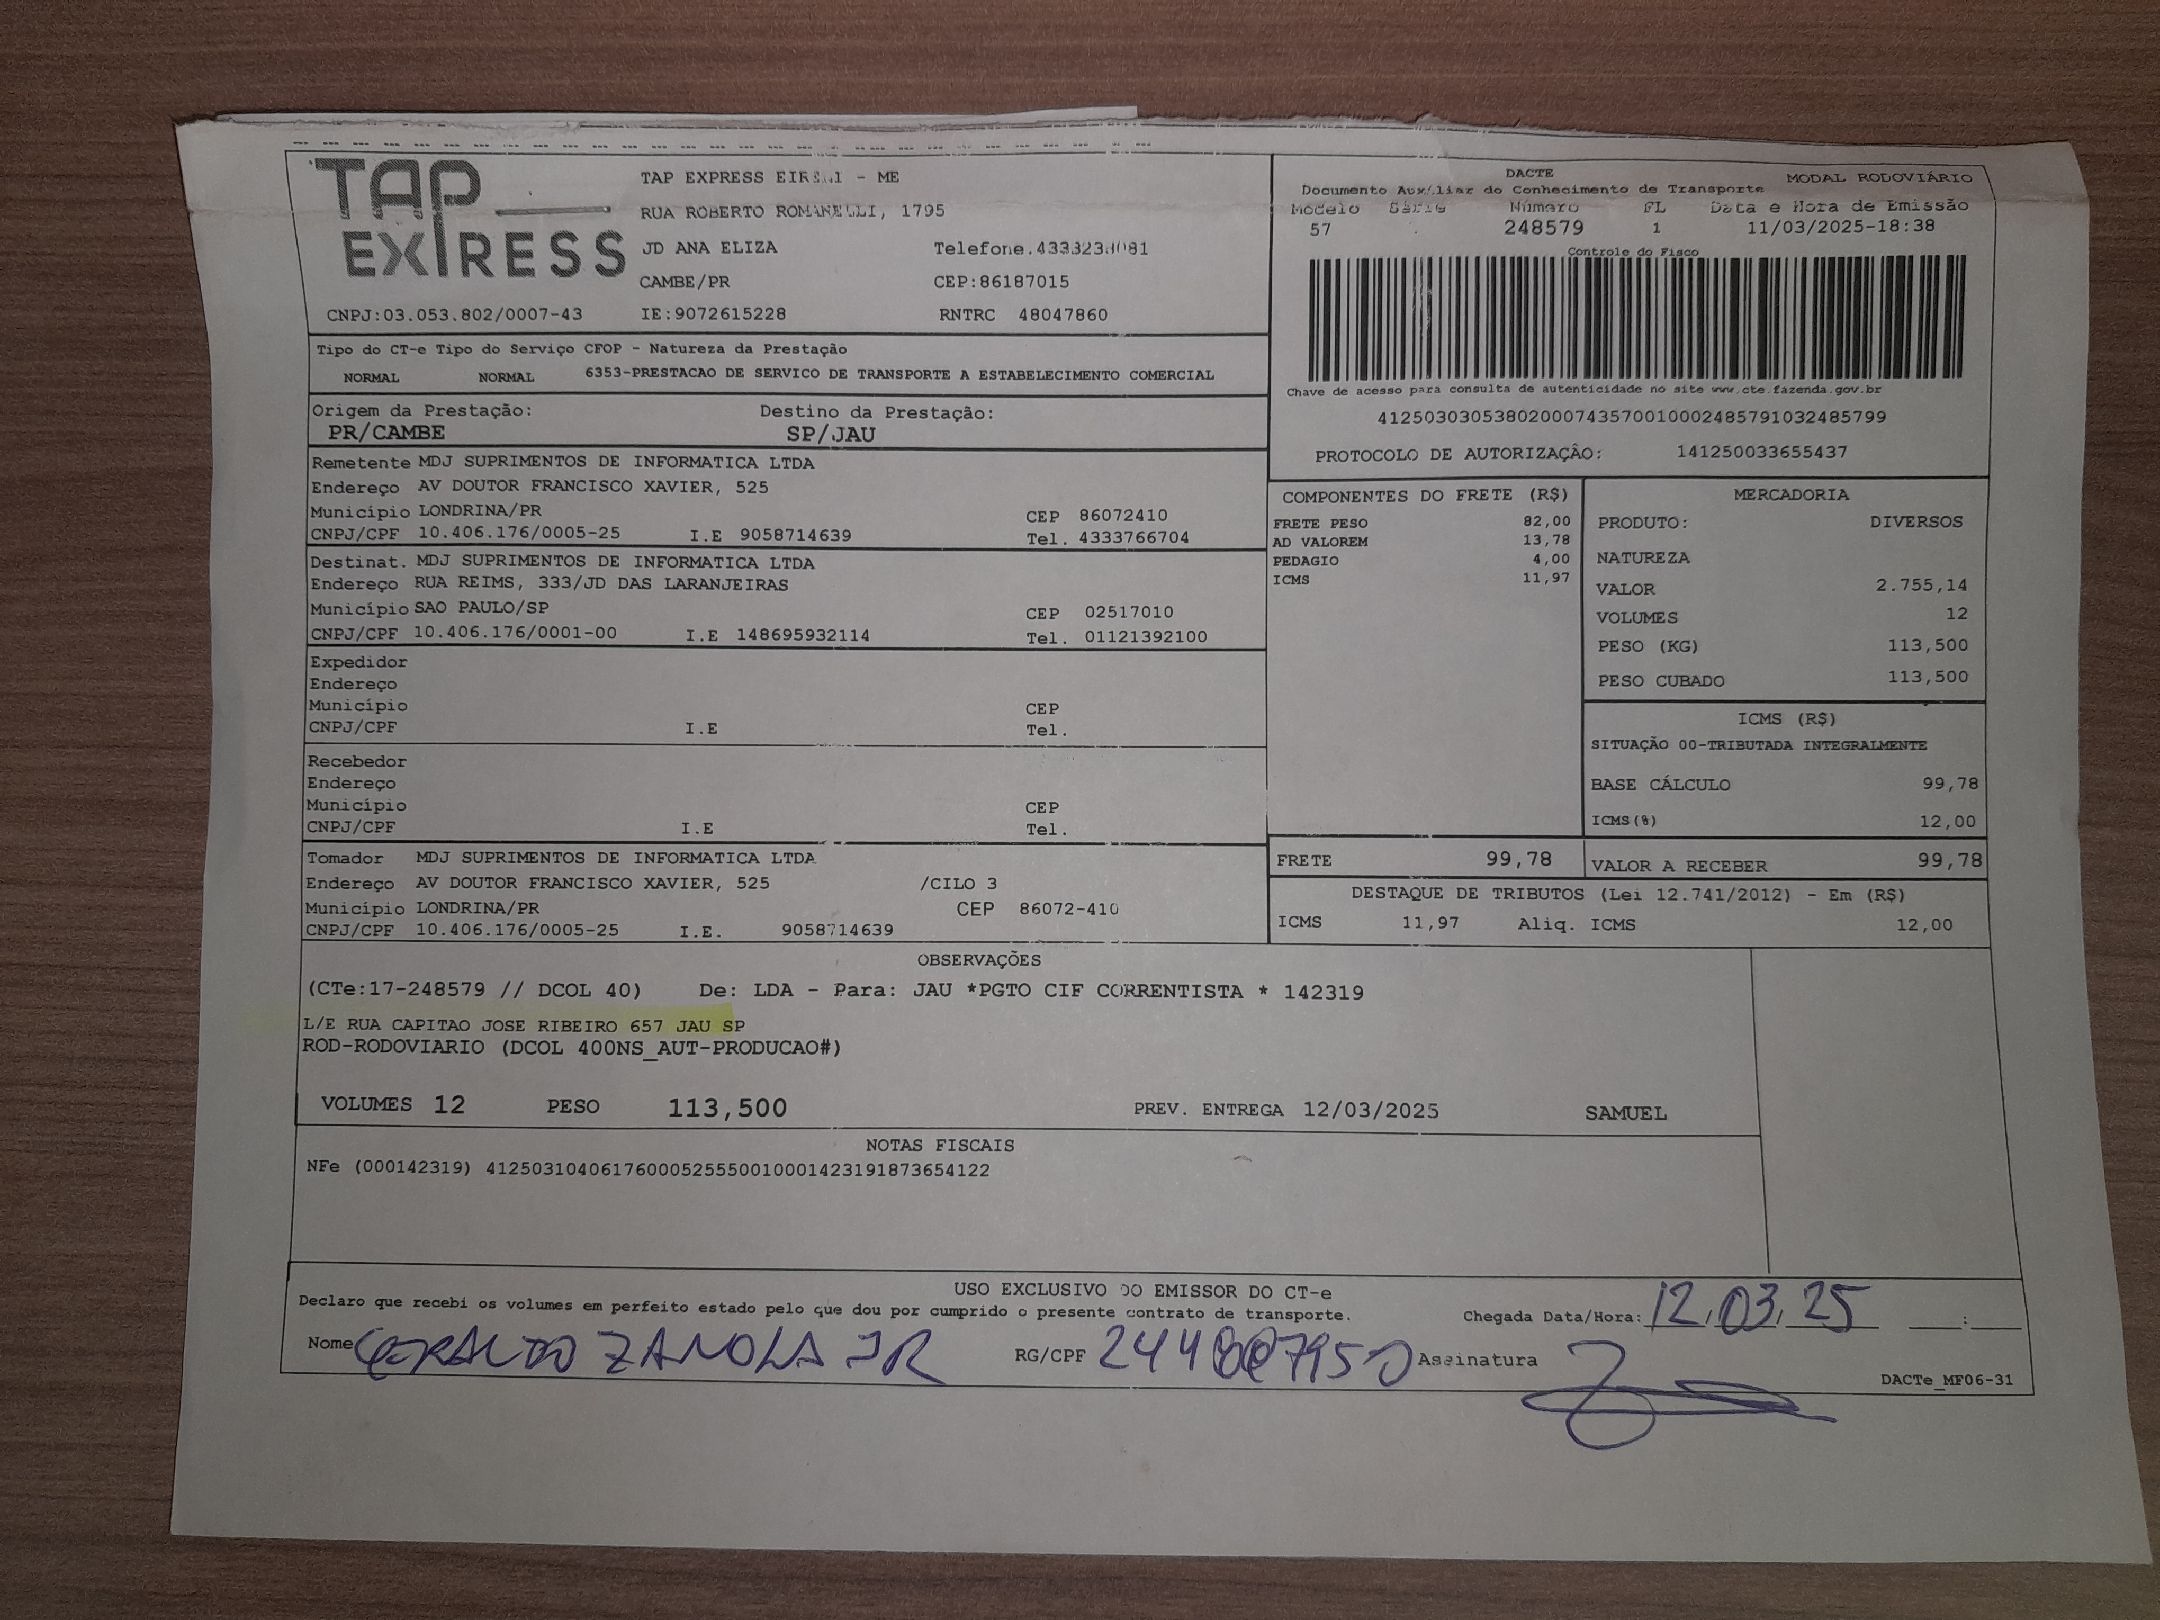 TAP EXPRESS
TAP EXPRESS - ME
RUA ROBERTO ROMANELLI, 1795
JD ANA ELIZA
CAMBE/PR CEP:86187015
CNPJ:03.053.802/0007-43 IE:9072615228 RNTRC 48047860
DACTE MODAL RODOVIÁRIO
Documento Auxiliar do Conhecimento de Transporte
Modelo Série Número FL Data e Hora de Emissão
57 248579 1 11/03/2025-18:38
Controle do Fisco
Chave de acesso para consulta de autenticidade no site www.cte.fazenda.gov.br
41250303053802000743570010002485791032485799
PROTOCOLO DE AUTORIZAÇÂO: 141250033655437
Tipo do CT-e Tipo do Serviço CFOP - Natureza da Prestação
NORMAL NORMAL 6353-PRESTACAO DE SERVICO DE TRANSPORTE A ESTABELECIMENTO COMERCIAL
Origem da Prestação: Destino da Prestação:
PR/CAMBE SP/JAU
Remetente MDJ SUPRIMENTOS DE INFORMATICA LTDA
Endereço AV DOUTOR FRANCISCO XAVIER, 525
Município LONDRINA/PR CEP 86072410
CNPJ/CPF 10.406.176/0005-25 I.E 9058714639 Tel. 4333766704
Destinat. MDJ SUPRIMENTOS DE INFORMATICA LTDA
Endereço RUA REIMS, 333/JD DAS LARANJEIRAS
Município SAO PAULO/SP CEP 02517010
CNPJ/CPF 10.406.176/0001-00 I.E 148695932114 Tel. 01121392100
Expedidor
Endereço
Município CEP
CNPJ/CPF I.E Tel.
Recebedor
Endereço
Município CEP
CNPJ/CPF I.E Tel.
Tomador MDJ SUPRIMENTOS DE INFORMATICA LTDA
Endereço AV DOUTOR FRANCISCO XAVIER, 525 /CILO 3
Município LONDRINA/PR CEP 86072-410
CNPJ/CPF 10.406.176/0005-25 I.E. 9058714639
COMPONENTES DO FRETE (R$)
FRETE PESO 82,00
AD VALOREM 13,78
PEDAGIO 4,00
ICMS 11,97
MERCADORIA
PRODUTO: DIVERSOS
NATUREZA
VALOR 2.755,14
VOLUMES 12
PESO (KG) 113,500
PESO CUBADO 113,500
ICMS (R$)
SITUAÇÃO 00-TRIBUTADA INTEGRALMENTE
BASE CÁLCULO 99,78
ICMS(%) 12,00
FRETE 99,78 VALOR A RECEBER 99,78
DESTAQUE DE TRIBUTOS (Lei 12.741/2012) - Em (R$)
ICMS 11,97 Aliq. ICMS 12,00
OBSERVAÇÕES
(CTe:17-248579 // DCOL 40) De: LDA - Para: JAU *PGTO CIF CORRENTISTA * 142319
L/E RUA CAPITAO JOSE RIBEIRO 657 JAU SP
ROD-RODOVIARIO (DCOL 400NS_AUT-PRODUCAO#)
VOLUMES 12 PESO 113,500 PREV. ENTREGA 12/03/2025 SAMUEL
NOTAS FISCAIS
NFe (000142319) 41250310406176000525550010001423191873654122
USO EXCLUSIVO DO EMISSOR DO CT-e
Declaro que recebi os volumes em perfeito estado pelo que dou por cumprido o presente contrato de transporte. Chegada Data/Hora: 12.03.25 :
Nome GERALDO ZANOLA JR RG/CPF Assinatura
DACTe_MF06-31